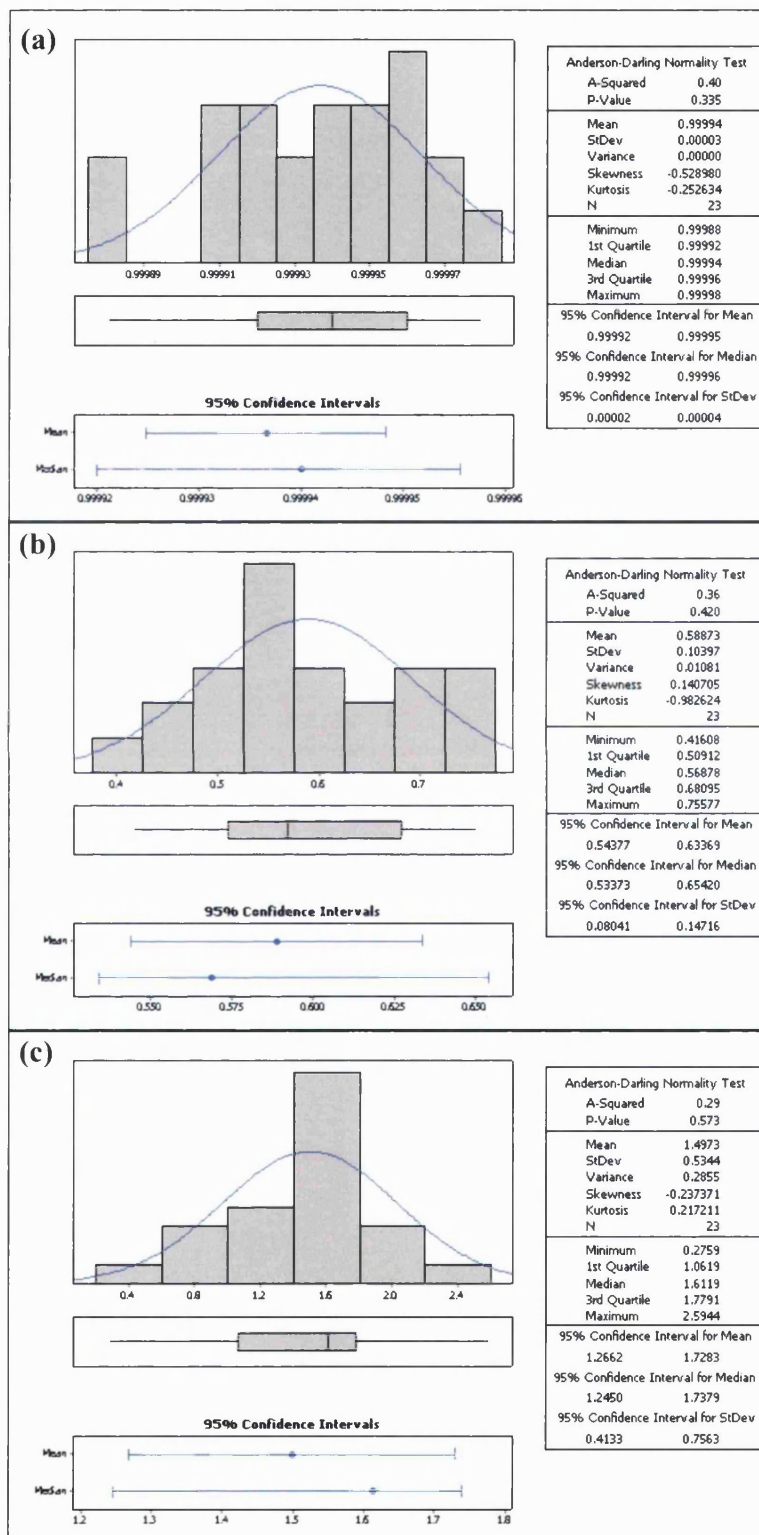 (a)
Anderson-Darling Normality Test
A-Squared 0.40
P-Value 0.335
Mean 0.99994
StDev 0.00003
Variance 0.00000
Skewness -0.528980
Kurtosis -0.252634
N 23
Minimum 0.99988
1st Quartile 0.99992
Median 0.99994
3rd Quartile 0.99996
Maximum 0.99998
95% Confidence Interval for Mean
0.99992 0.99995
95% Confidence Interval for Median
0.99992 0.99996
95% Confidence Interval for StDev
0.00002 0.00004
0.99989 0.99991 0.99993 0.99995 0.99997
95% Confidence Intervals
Mean
Median
0.99992 0.99993 0.99994 0.99995 0.99996
(b)
Anderson-Darling Normality Test
A-Squared 0.36
P-Value 0.420
Mean 0.58873
StDev 0.10397
Variance 0.01081
Skewness 0.140705
Kurtosis -0.982624
N 23
Minimum 0.41608
1st Quartile 0.50912
Median 0.56878
3rd Quartile 0.68095
Maximum 0.75577
95% Confidence Interval for Mean
0.54377 0.63369
95% Confidence Interval for Median
0.53373 0.65420
95% Confidence Interval for StDev
0.08041 0.14716
0.4 0.5 0.6 0.7
95% Confidence Intervals
Mean
Median
0.550 0.575 0.600 0.625 0.650
(c)
Anderson-Darling Normality Test
A-Squared 0.29
P-Value 0.573
Mean 1.4973
StDev 0.5344
Variance 0.2855
Skewness -0.237371
Kurtosis 0.217211
N 23
Minimum 0.2759
1st Quartile 1.0619
Median 1.6119
3rd Quartile 1.7791
Maximum 2.5944
95% Confidence Interval for Mean
1.2662 1.7283
95% Confidence Interval for Median
1.2450 1.7379
95% Confidence Interval for StDev
0.4133 0.7563
0.4 0.8 1.2 1.6 2.0 2.4
95% Confidence Intervals
Mean
Median
1.2 1.3 1.4 1.5 1.6 1.7 1.8